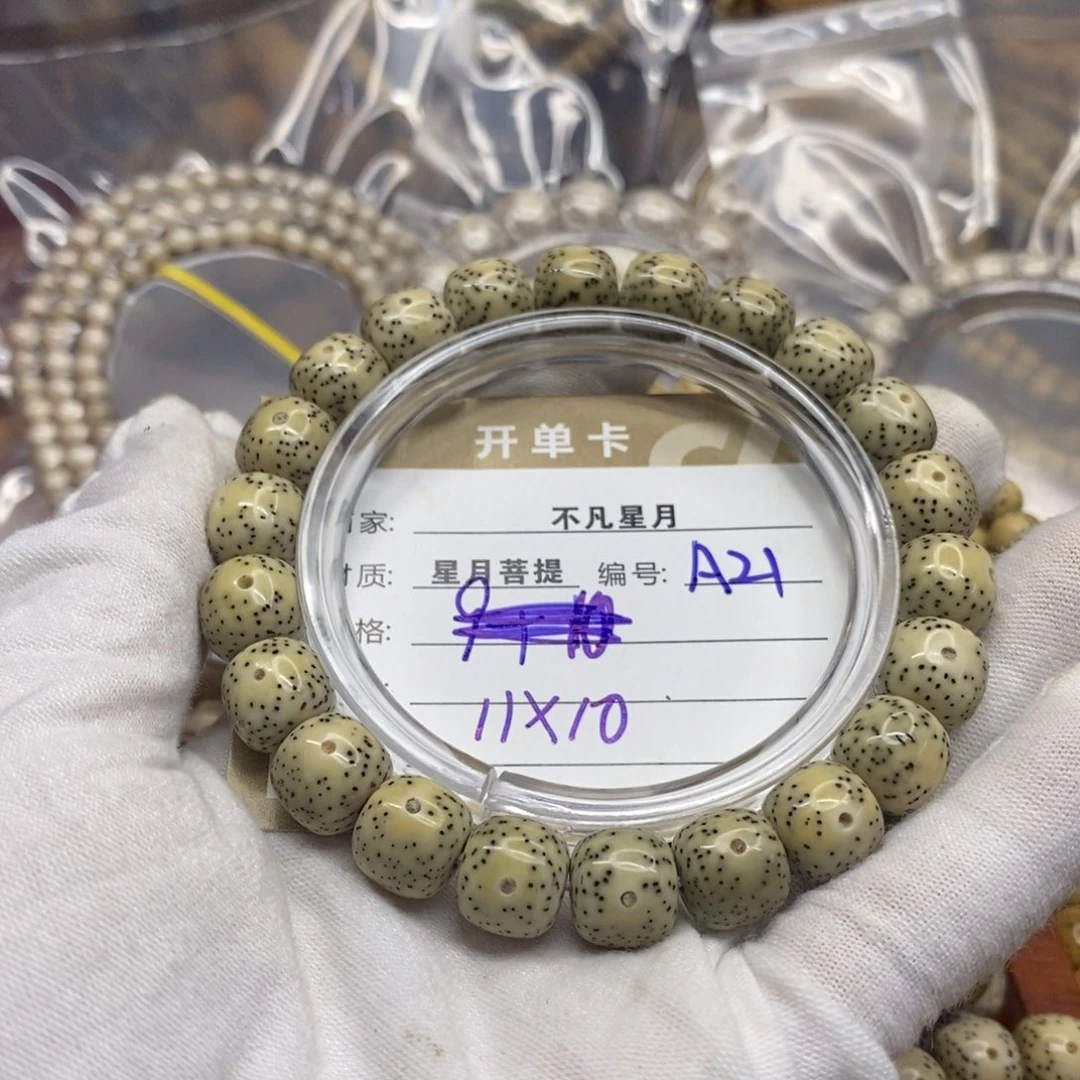 开单卡
家: 不凡星月
质: 星月菩提 编号: A21
格:
11X10